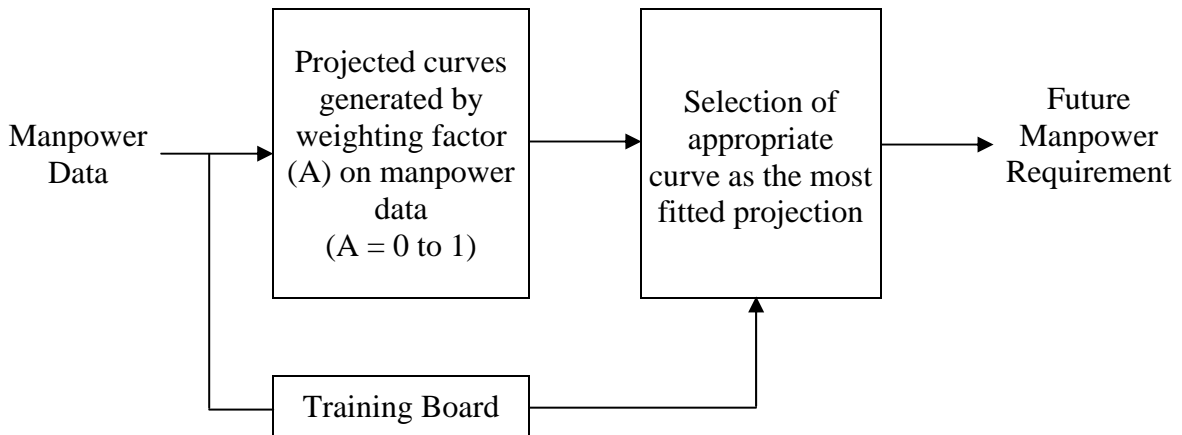 Manpower
Data
Projected curves
generated by
weighting factor
(A) on manpower
data
(A = 0 to 1)
Selection of
appropriate
curve as the most
fitted projection
Future
Manpower
Requirement
Training Board